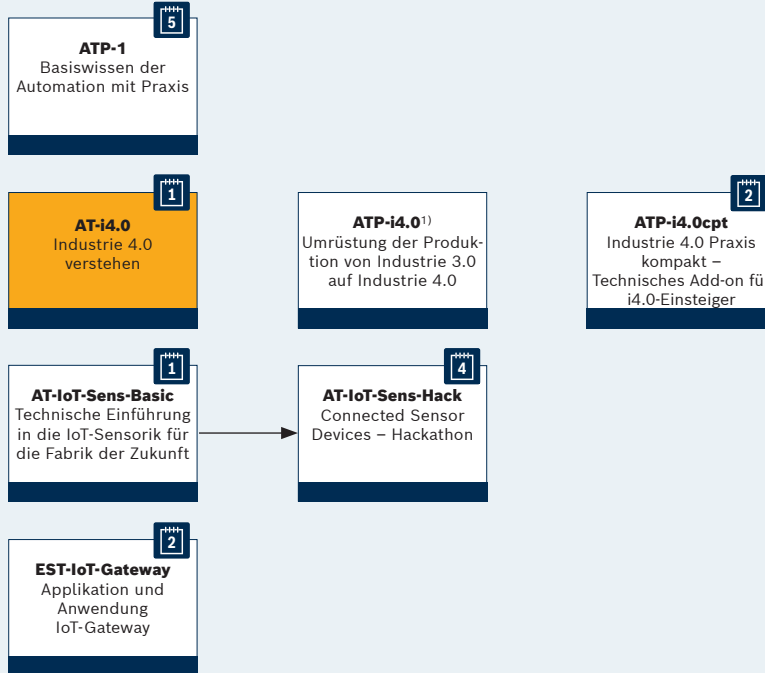 5
ATP-1
Basiswissen der
Automation mit Praxis
1
AT-i4.0
Industrie 4.0
verstehen
ATP-i4.0¹⁾
Umrüstung der Produk-
tion von Industrie 3.0
auf Industrie 4.0
2
ATP-i4.0cpt
Industrie 4.0 Praxis
kompakt –
Technisches Add-on fü
i4.0-Einsteiger
1
AT-IoT-Sens-Basic
Technische Einführung
in die IoT-Sensorik für
die Fabrik der Zukunft
4
AT-IoT-Sens-Hack
Connected Sensor
Devices – Hackathon
2
EST-IoT-Gateway
Applikation und
Anwendung
IoT-Gateway